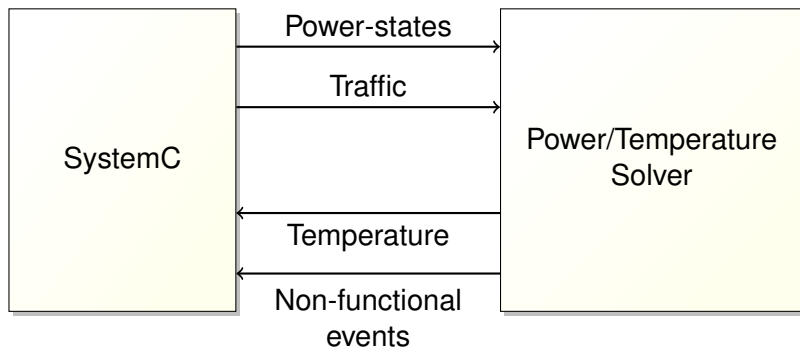 Power-states
Traffic
SystemC
Power/Temperature
Solver
Temperature
Non-functional
events